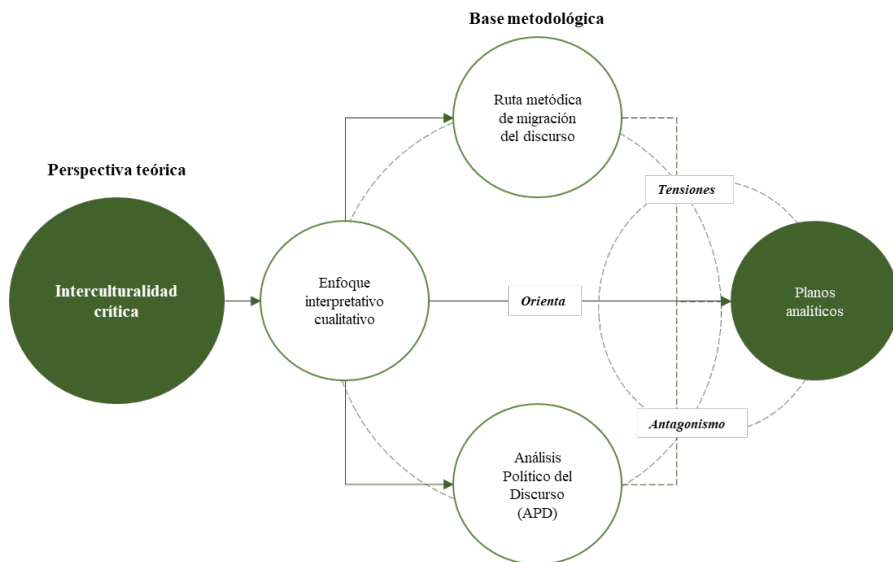 Base metodológica
Ruta metódica
de migración
del discurso
Perspectiva teórica
Tensiones
Interculturalidad
crítica
Enfoque
interpretativo
cualitativo
Orienta
Planos
analíticos
Antagonismo
Análisis
Político del
Discurso
(APD)